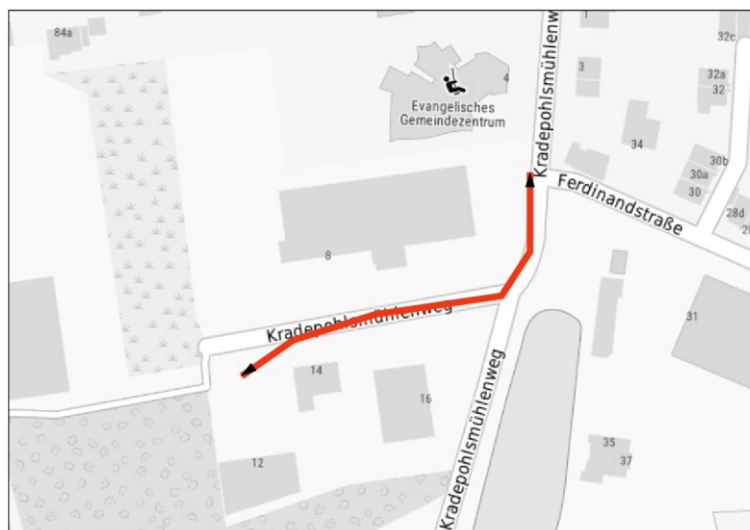 84a
1
32c
3
4
32a
32
Evangelisches
Gemeindezentrum
Kradepohlsmühlenw
34
30b
30a
30
Ferdinandstraße
28d
8
Kradepohlsmühlenweg
31
14
16
Kradepohlsmühlenweg
35
37
12